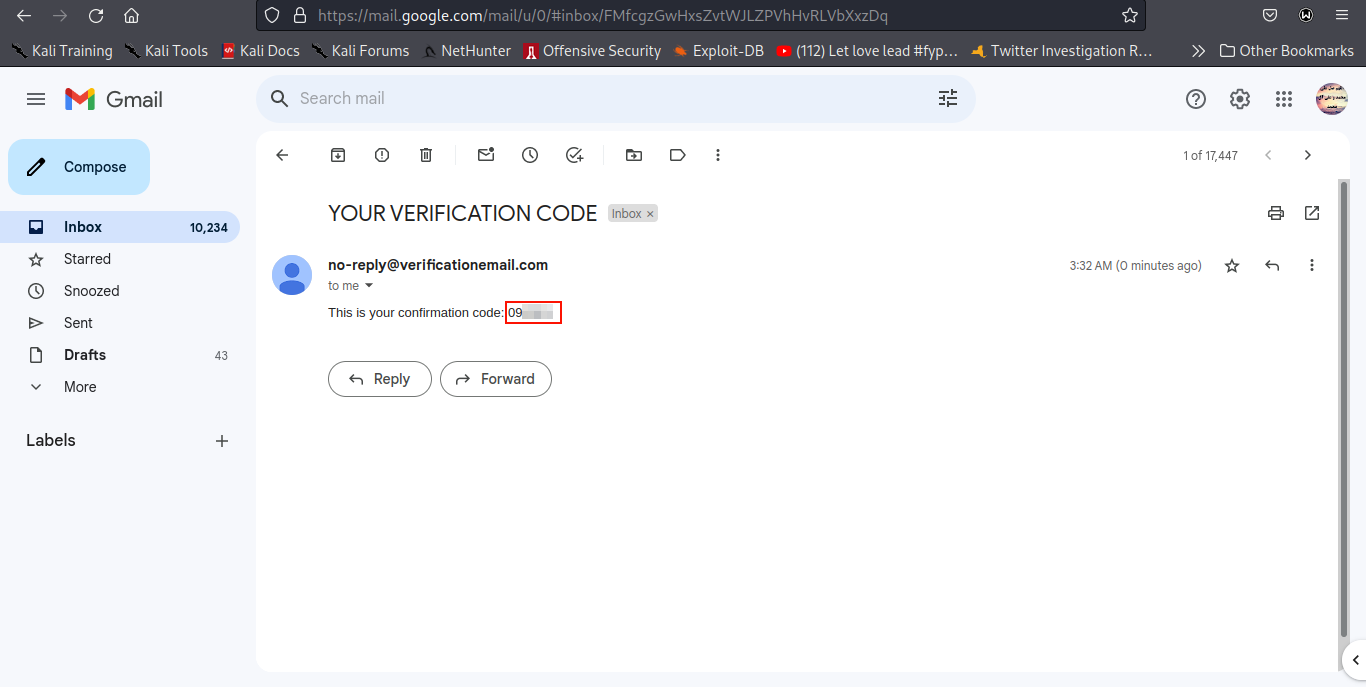 https://mail.google.com/mail/u/0/#inbox/FMfcgzGwHxsZvtWJLZPVhHvRLVbXxzDq
Kali Training Kali Tools Kali Docs Kali Forums NetHunter Offensive Security Exploit-DB (112) Let love lead #fyp… Twitter Investigation R… Other Bookmarks
Gmail
Search mail
Compose
1 of 17,447
YOUR VERIFICATION CODE Inbox ×
Inbox 10,234
Starred
Snoozed
Sent
Drafts 43
More
Labels
no-reply@verificationemail.com 3:32 AM (0 minutes ago)
to me
This is your confirmation code: 09
Reply Forward